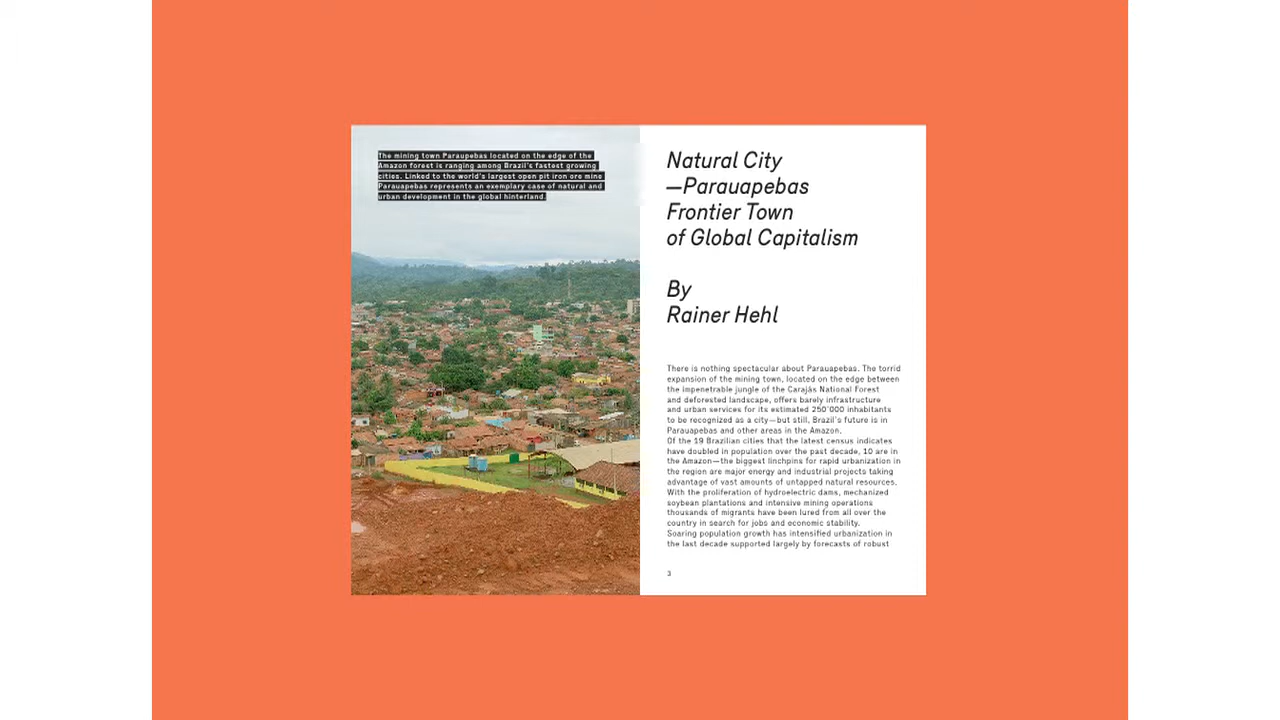 The mining town Paraupebas located on the edge of the
Amazon forest is ranging among Brazil's fastest growing
cities. Linked to the world's largest open pit iron ore mine
Parauapebas represents an exemplary case of natural and
urban development in the global hinterland.
Natural City
—Parauapebas
Frontier Town
of Global Capitalism
By
Rainer Hehl
There is nothing spectacular about Parauapebas. The torrid
expansion of the mining town, located on the edge between
the impenetrable jungle of the Carajás National Forest
and deforested landscape, offers barely infrastructure
and urban services for its estimated 250'000 inhabitants
to be recognized as a city—but still, Brazil's future is in
Parauapebas and other areas in the Amazon.
Of the 19 Brazilian cities that the latest census indicates
have doubled in population over the past decade, 10 are in
the Amazon—the biggest linchpins for rapid urbanization in
the region are major energy and industrial projects taking
advantage of vast amounts of untapped natural resources.
With the proliferation of hydroelectric dams, mechanized
soybean plantations and intensive mining operations
thousands of migrants have been lured from all over the
country in search for jobs and economic stability.
Soaring population growth has intensified urbanization in
the last decade supported largely by forecasts of robust
3